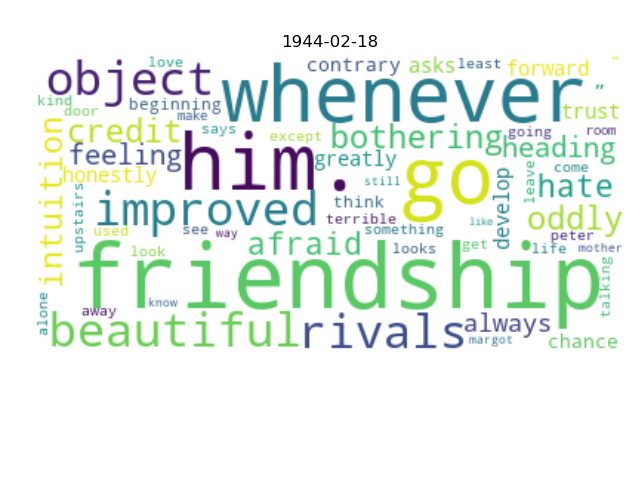 1944-02-18
love contrary asks least forward “
object whenever ”
kind door beginning make trust
credit says except bothering going room
feeling him. greatly heading
honestly still go come
intuition upstairs improved think develop leave hate
terrible like oddly
used see way afraid something peter
look looks get life mother
friendship
alone away know talking
beautiful rivals always
margot chance